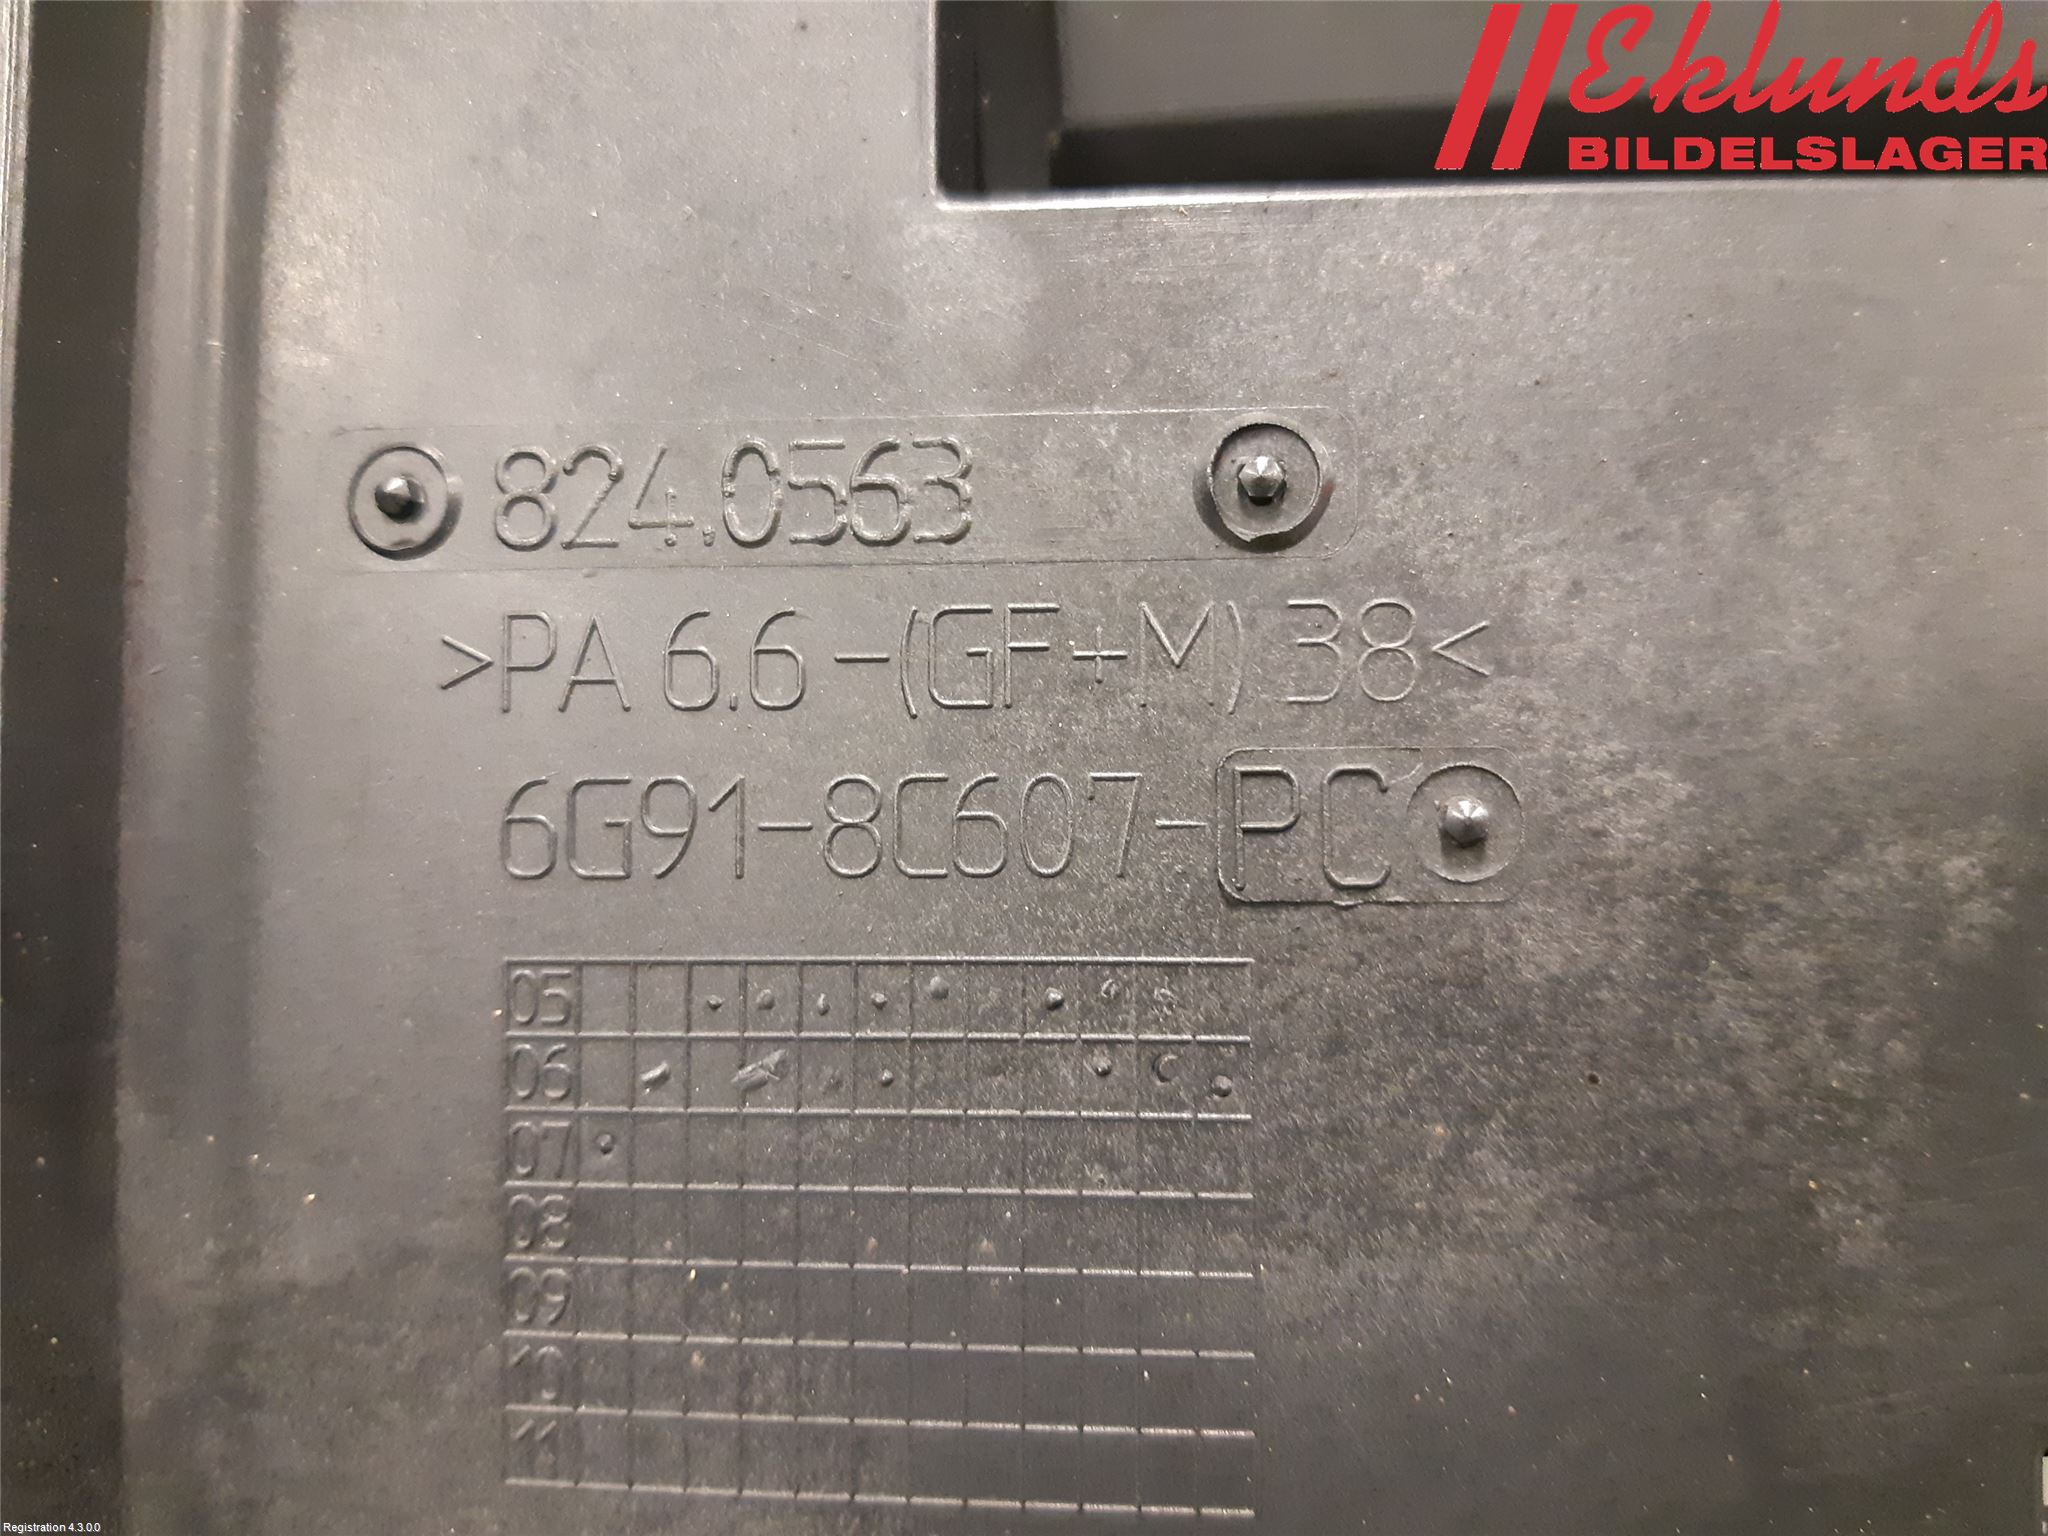 Eklunds
BILDELSLAGER
824.0563
>PA 6.6-(GF+M) 38<
6G91-8C607-PC
05
06
07
08
09
10
11
Registration 4.3.0.0